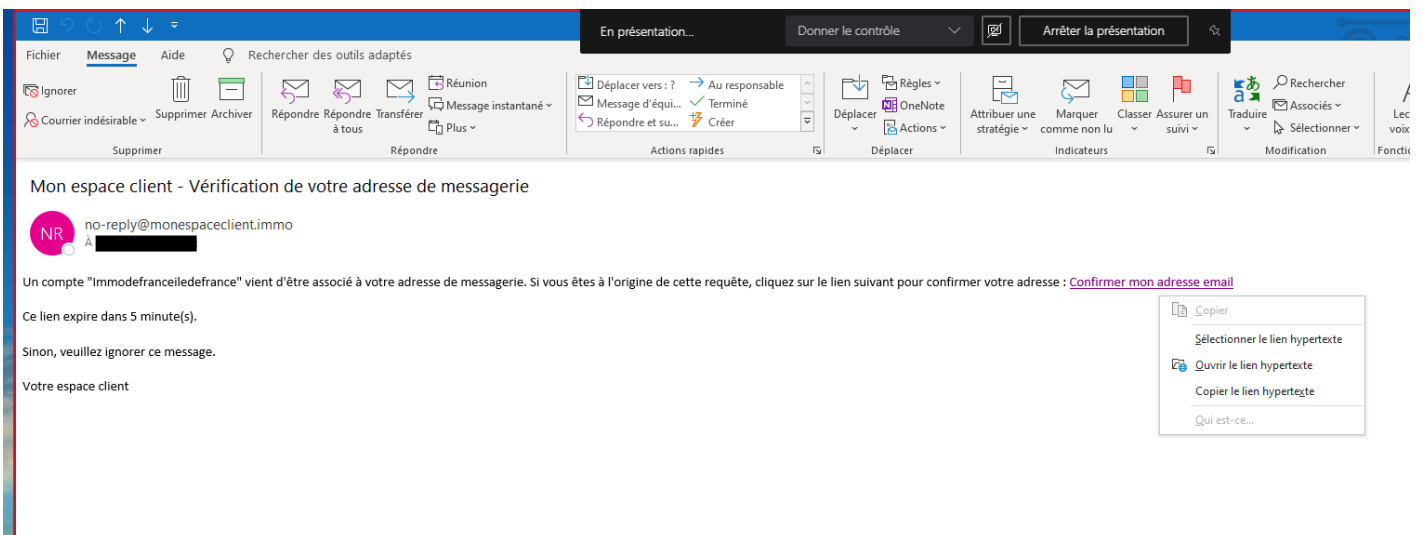 En présentation...
Donner le contrôle
Arrêter la présentation
Fichier Message Aide Rechercher des outils adaptés
Ignorer
Courrier indésirable
Supprimer Archiver
Supprimer
Répondre Répondre à tous Transférer
Réunion
Message instantané
Plus
Répondre
Déplacer vers : ? Au responsable
Message d'équi... Terminé
Répondre et su... Créer
Actions rapides
Déplacer
Règles
OneNote
Actions
Déplacer
Attribuer une stratégie
Marquer comme non lu
Classer
Assurer un suivi
Indicateurs
Traduire
Rechercher
Associés
Sélectionner
Modification
Mon espace client - Vérification de votre adresse de messagerie
NR
no-reply@monespaceclient.immo
À
Un compte "Immodefranceiledefrance" vient d'être associé à votre adresse de messagerie. Si vous êtes à l'origine de cette requête, cliquez sur le lien suivant pour confirmer votre adresse : Confirmer mon adresse email
Ce lien expire dans 5 minute(s).
Sinon, veuillez ignorer ce message.
Votre espace client
Copier
Sélectionner le lien hypertexte
Ouvrir le lien hypertexte
Copier le lien hypertexte
Qui est-ce...